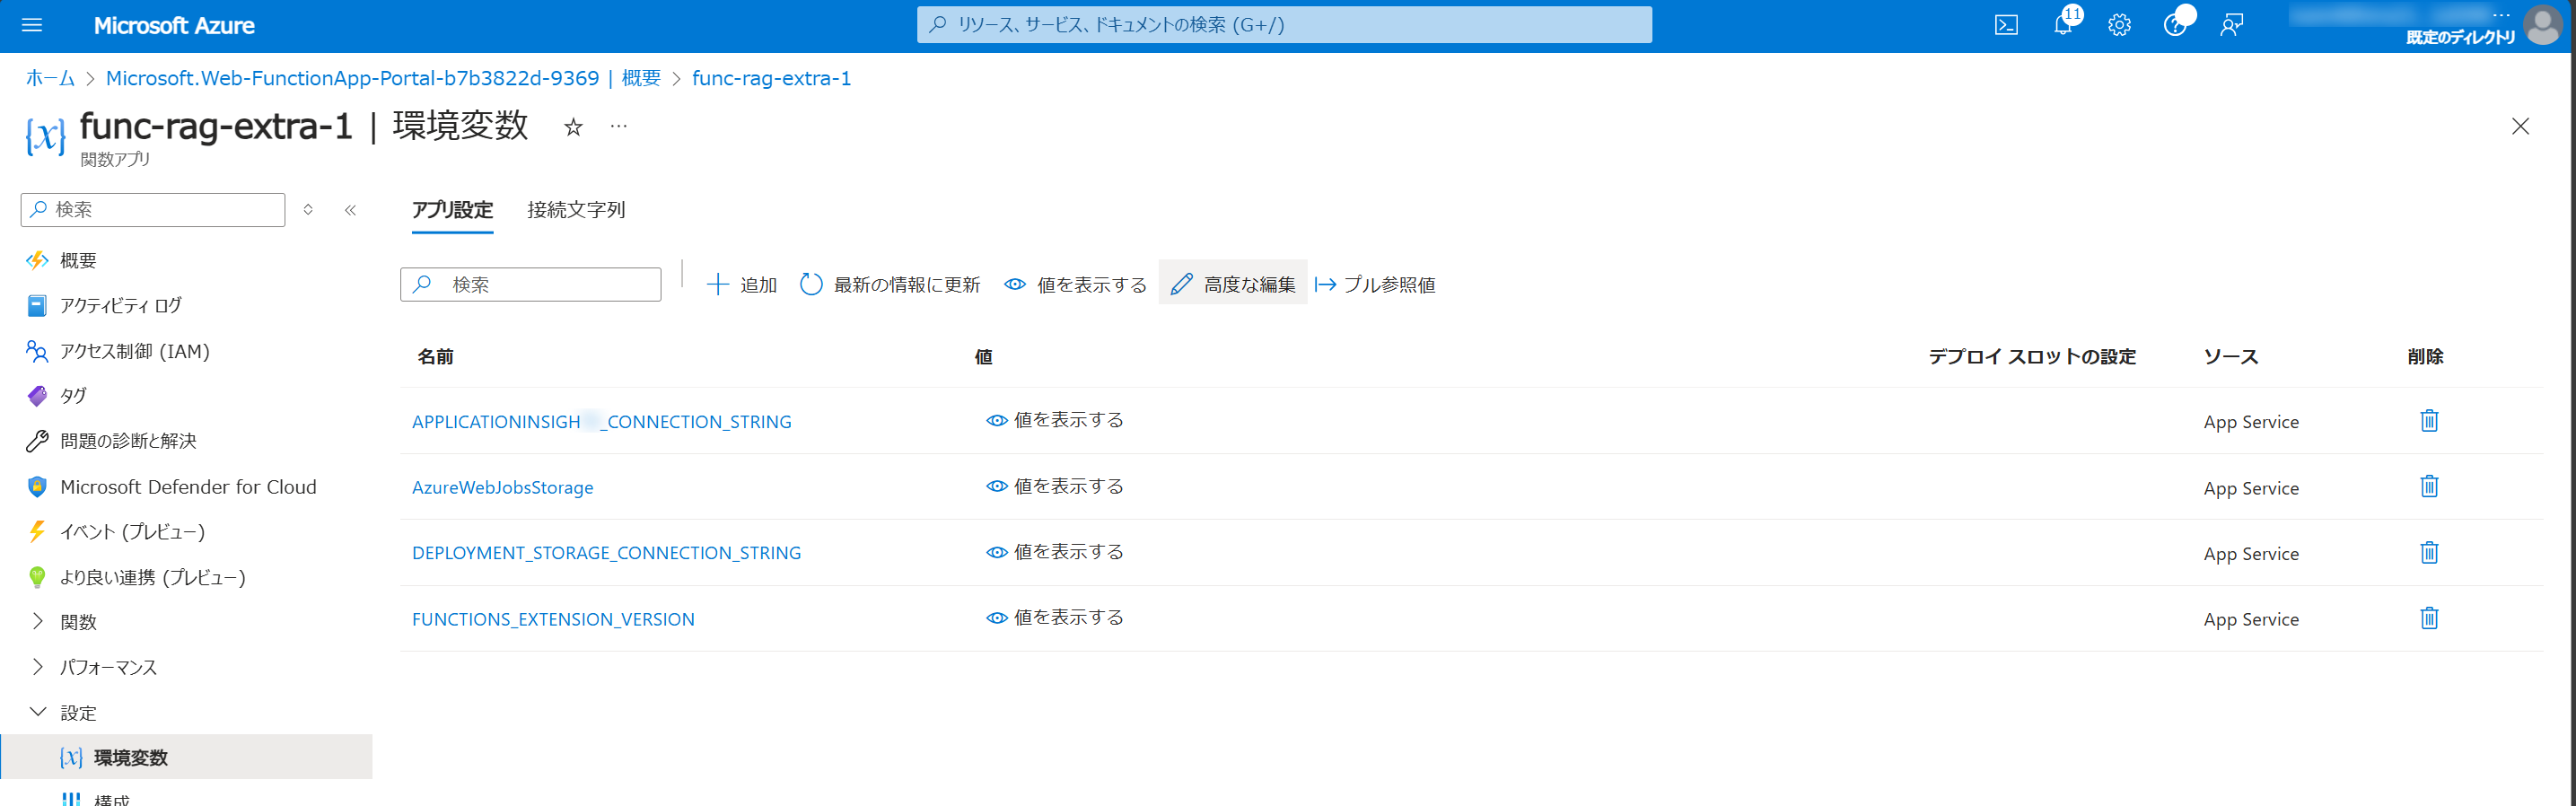 Microsoft Azure
リソース、サービス、ドキュメントの検索 (G+/)
11
既定のディレクトリ
ホーム > Microsoft.Web-FunctionApp-Portal-b7b3822d-9369 | 概要 > func-rag-extra-1
func-rag-extra-1 | 環境変数
関数アプリ
検索
概要
アクティビティ ログ
アクセス制御 (IAM)
タグ
問題の診断と解決
Microsoft Defender for Cloud
イベント (プレビュー)
より良い連携 (プレビュー)
関数
パフォーマンス
設定
環境変数
構成
アプリ設定 接続文字列
検索 追加 最新の情報に更新 値を表示する 高度な編集 プル参照値
名前 値 デプロイ スロットの設定 ソース 削除
APPLICATIONINSIGH _CONNECTION_STRING 値を表示する App Service
AzureWebJobsStorage 値を表示する App Service
DEPLOYMENT_STORAGE_CONNECTION_STRING 値を表示する App Service
FUNCTIONS_EXTENSION_VERSION 値を表示する App Service